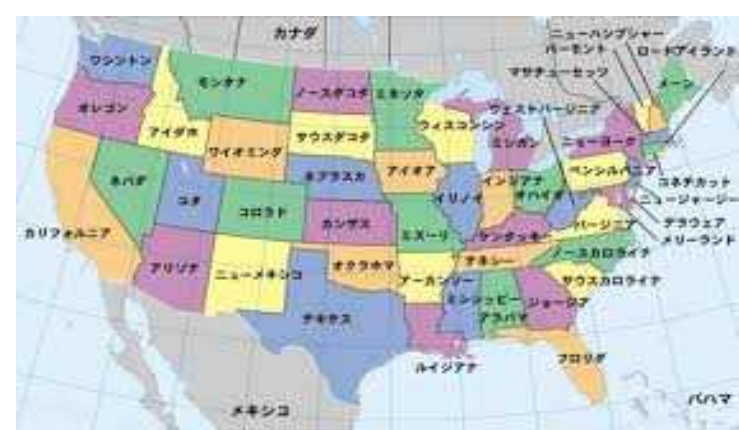 カナダ
ニューハンプシャー
バーモント
ロードアイランド
マサチューセッツ
ワシントン
モンタナ
ノースダコタ
ミネソタ
メーン
オレゴン
アイダホ
サウスダコタ
ウィスコンシン
ウェストバージニア
ミシガン
ニューヨーク
ワイオミング
アイオア
ペンシルバニア
ネバダ
ユタ
コロラド
ネブラスカ
イリノイ
インジアナ
オハイオ
コネチカット
ニュージャージー
カリフォルニア
カンザス
ミズーリ
ケンタッキー
バージニア
デラウェア
メリーランド
アリゾナ
ニューメキシコ
オクラホマ
アーカンソー
テネシー
ノースカロライナ
サウスカロライナ
テキサス
ミシシッピー
アラバマ
ジョージア
ルイジアナ
フロリダ
メキシコ
バハマ